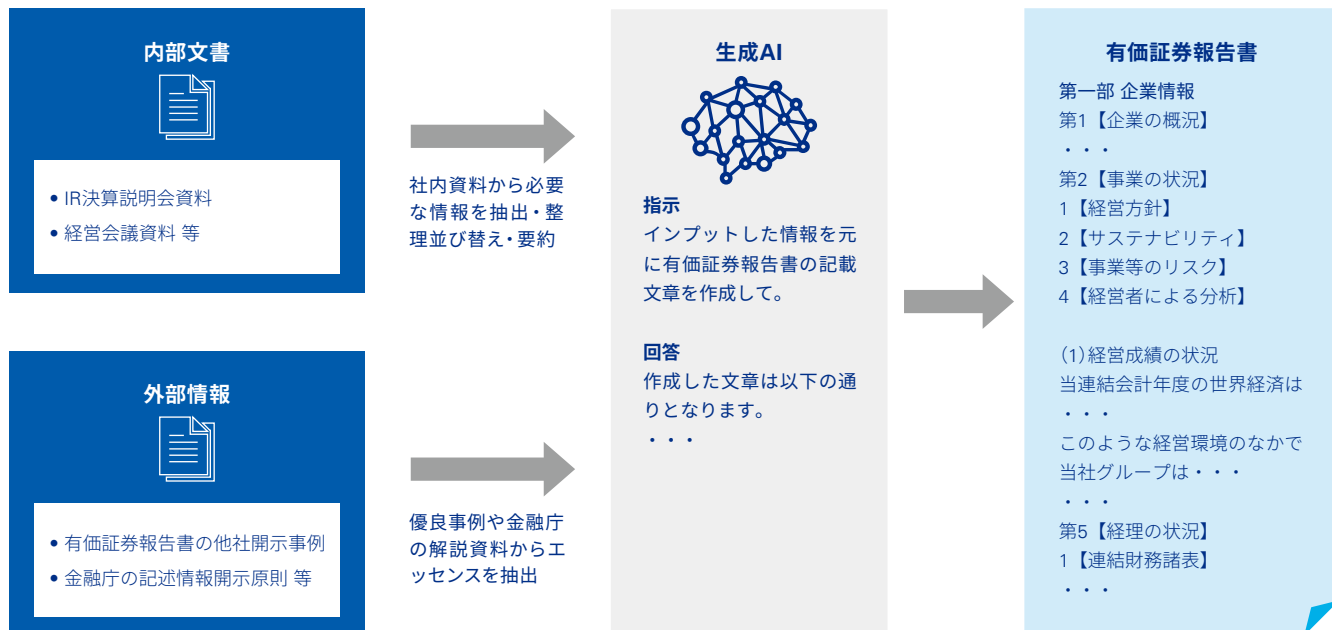 内部文書
• IR決算説明会資料
• 経営会議資料 等
社内資料から必要
な情報を抽出・整
理並び替え・要約
外部情報
• 有価証券報告書の他社開示事例
• 金融庁の記述情報開示原則 等
優良事例や金融庁
の解説資料からエ
ッセンスを抽出
生成AI
指示
インプットした情報を元
に有価証券報告書の記載
文章を作成して。
回答
作成した文章は以下の通
りとなります。
・・・
有価証券報告書
第一部 企業情報
第1【企業の概況】
・・・
第2【事業の状況】
1【経営方針】
2【サステナビリティ】
3【事業等のリスク】
4【経営者による分析】
(1)経営成績の状況
当連結会計年度の世界経済は
・・・
このような経営環境のなかで
当社グループは・・・
・・・
第5【経理の状況】
1【連結財務諸表】
・・・